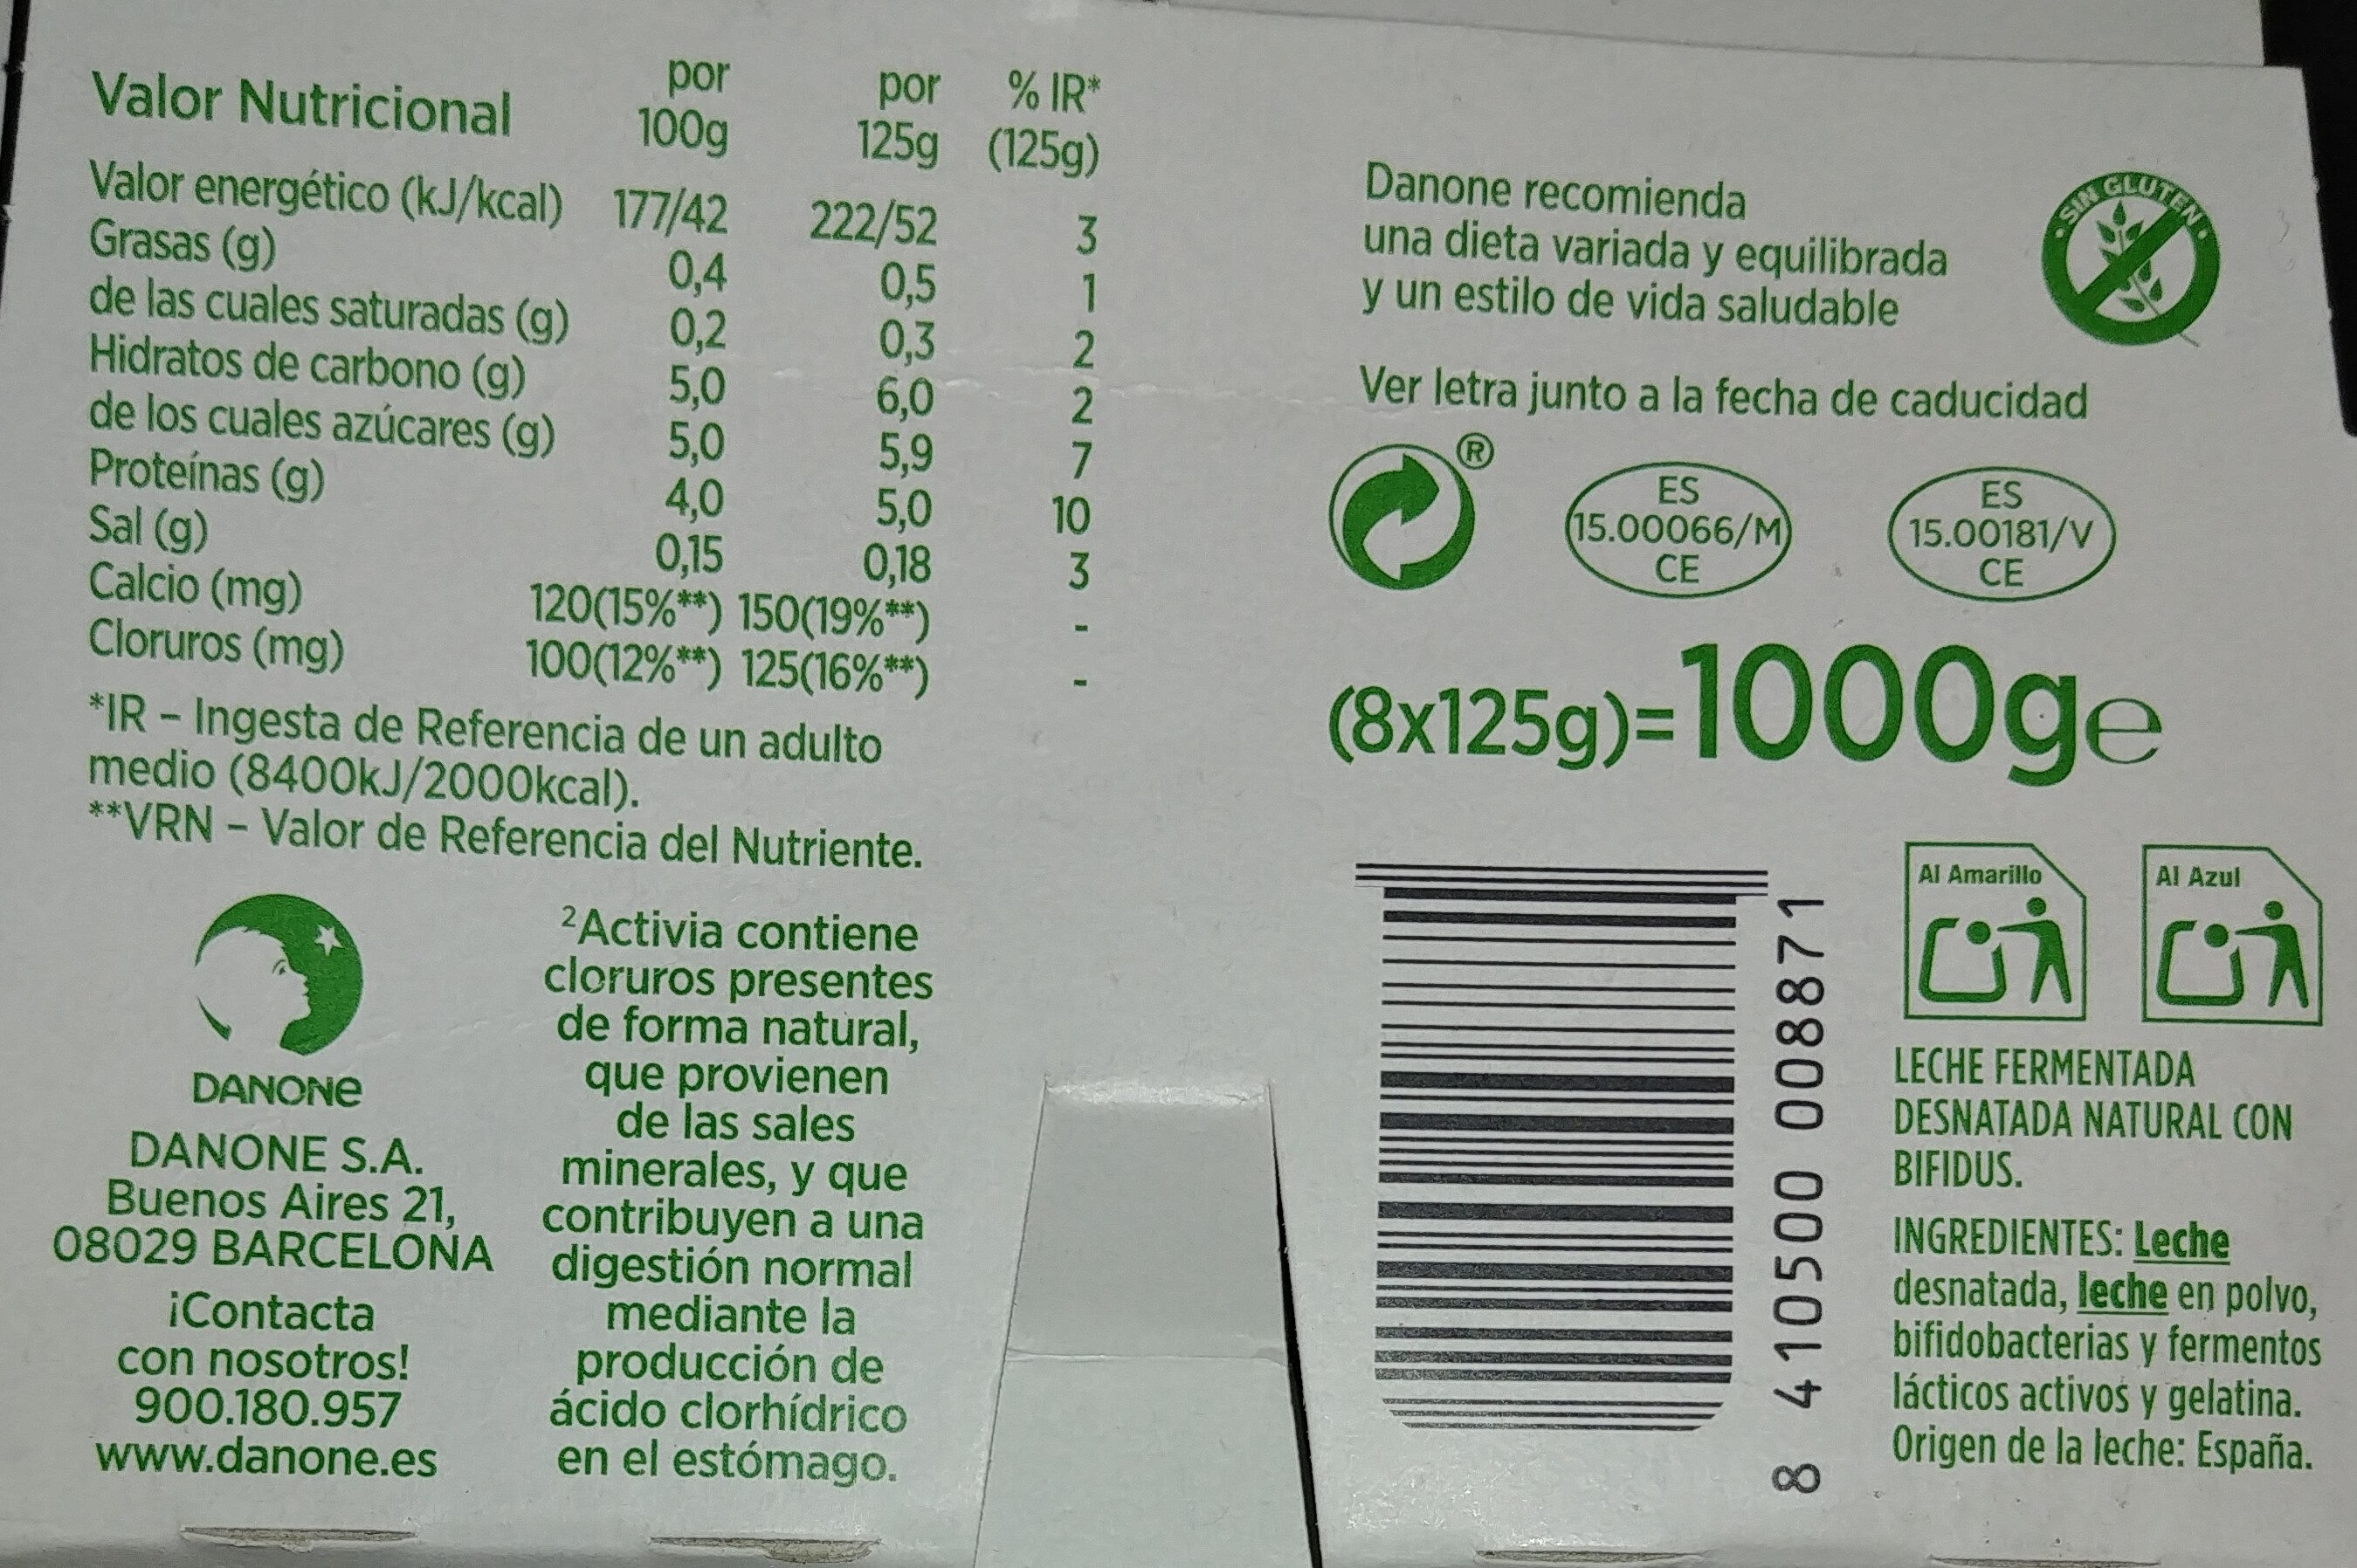 Valor Nutricional por 100g por 125g % IR* (125g)
Valor energético (kJ/kcal) 177/42 222/52 3
Grasas (g) 0,4 0,5 1
de las cuales saturadas (g) 0,2 0,3 2
Hidratos de carbono (g) 5,0 6,0 2
de los cuales azúcares (g) 5,0 5,9 7
Proteínas (g) 4,0 5,0 10
Sal (g) 0,15 0,18 3
Calcio (mg) 120(15%**) 150(19%**) -
Cloruros (mg) 100(12%**) 125(16%**) -
*IR – Ingesta de Referencia de un adulto
medio (8400kJ/2000kcal).
**VRN – Valor de Referencia del Nutriente.
DANONE
DANONE S.A.
Buenos Aires 21,
08029 BARCELONA
¡Contacta
con nosotros!
900.180.957
www.danone.es
²Activia contiene
cloruros presentes
de forma natural,
que provienen
de las sales
minerales, y que
contribuyen a una
digestión normal
mediante la
producción de
ácido clorhídrico
en el estómago.
Danone recomienda
una dieta variada y equilibrada
y un estilo de vida saludable
•SIN GLUTEN•
Ver letra junto a la fecha de caducidad
®
ES
15.00066/M
CE
ES
15.00181/V
CE
(8x125g)=1000g℮
8 410500 008871
Al Amarillo
Al Azul
LECHE FERMENTADA
DESNATADA NATURAL CON
BIFIDUS.
INGREDIENTES: Leche
desnatada, leche en polvo,
bifidobacterias y fermentos
lácticos activos y gelatina.
Origen de la leche: España.